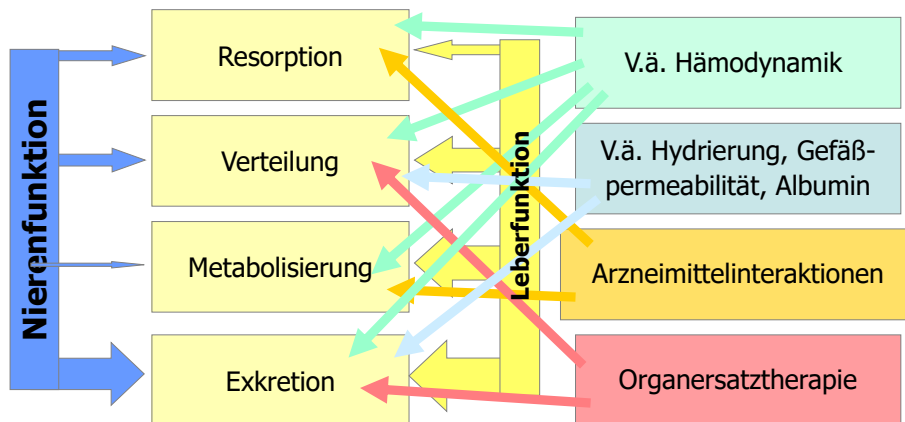 Nierenfunktion
Resorption
Verteilung
Metabolisierung
Exkretion
Leberfunktion
V.ä. Hämodynamik
V.ä. Hydrierung, Gefäß-
permeabilität, Albumin
Arzneimittelinteraktionen
Organersatztherapie